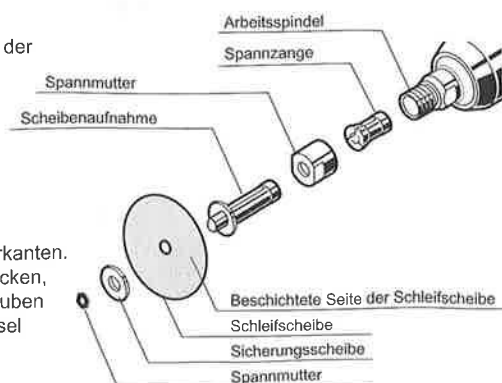 der
rkanten.
cken,
uben
sel
Arbeitsspindel
Spannzange
Spannmutter
Scheibenaufnahme
Beschichtete Seite der Schleifscheibe
Schleifscheibe
Sicherungsscheibe
Spannmutter